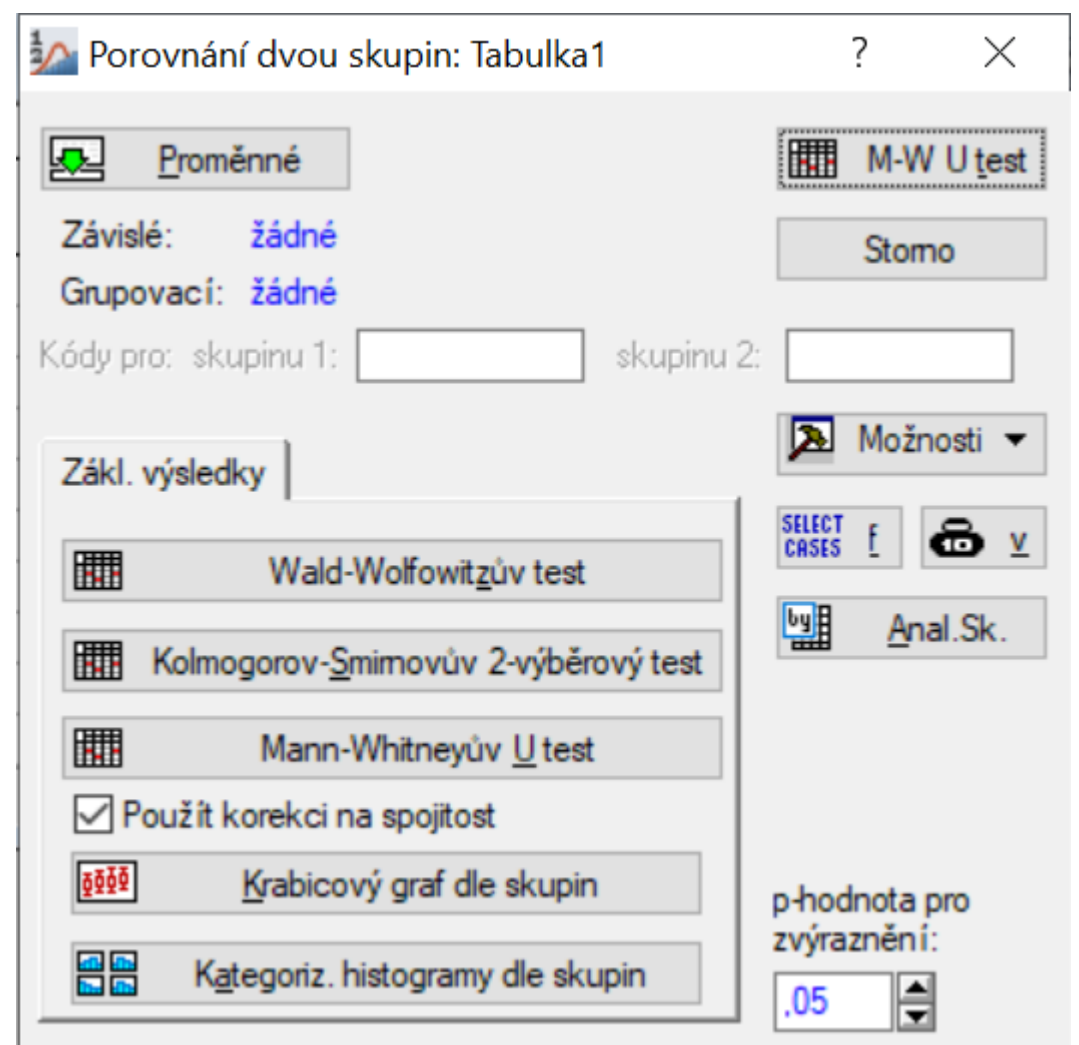 Porovnání dvou skupin: Tabulka1 ?
Proměnné
M-W U test
Závislé: žádné
Storno
Grupovací: žádné
Kódy pro: skupinu 1: skupinu 2:
Možnosti
Zákl. výsledky
SELECT CASES f
10 v
Wald-Wolfowitzův test
by Anal.Sk.
Kolmogorov-Smirnovův 2-výběrový test
Mann-Whitneyův U test
Použít korekci na spojitost
Krabicový graf dle skupin
p-hodnota pro
zvýraznění:
Kategoriz. histogramy dle skupin
,05